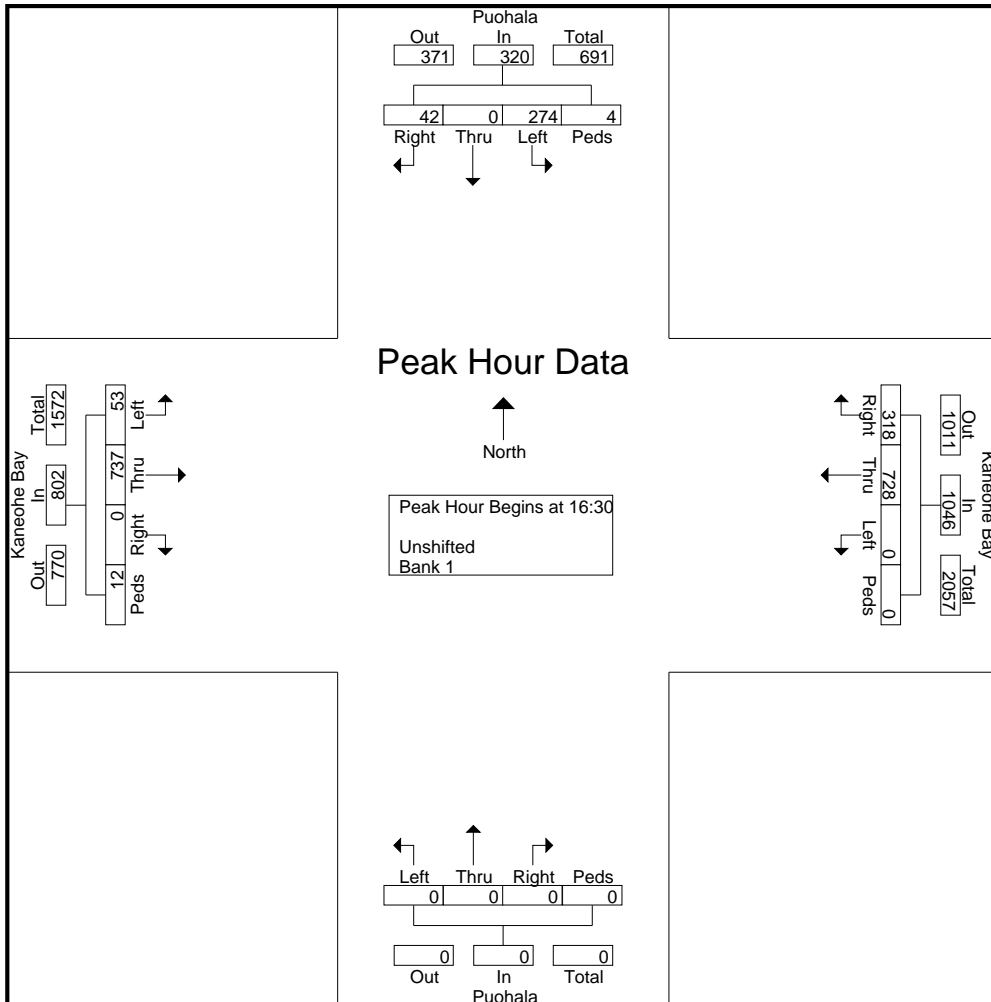 Puohala
Out In Total
371 320 691
42 0 274 4
Right Thru Left Peds
Peak Hour Data
North
Peak Hour Begins at 16:30
Unshifted
Bank 1
Kaneohe Bay
Total In Out
1572 802 770
53 737 0 12
Left Thru Right Peds
Kaneohe Bay
Out In Total
1011 1046 2057
318 728 0 0
Right Thru Left Peds
Left Thru Right Peds
0 0 0 0
0 0 0
Out In Total
Puohala